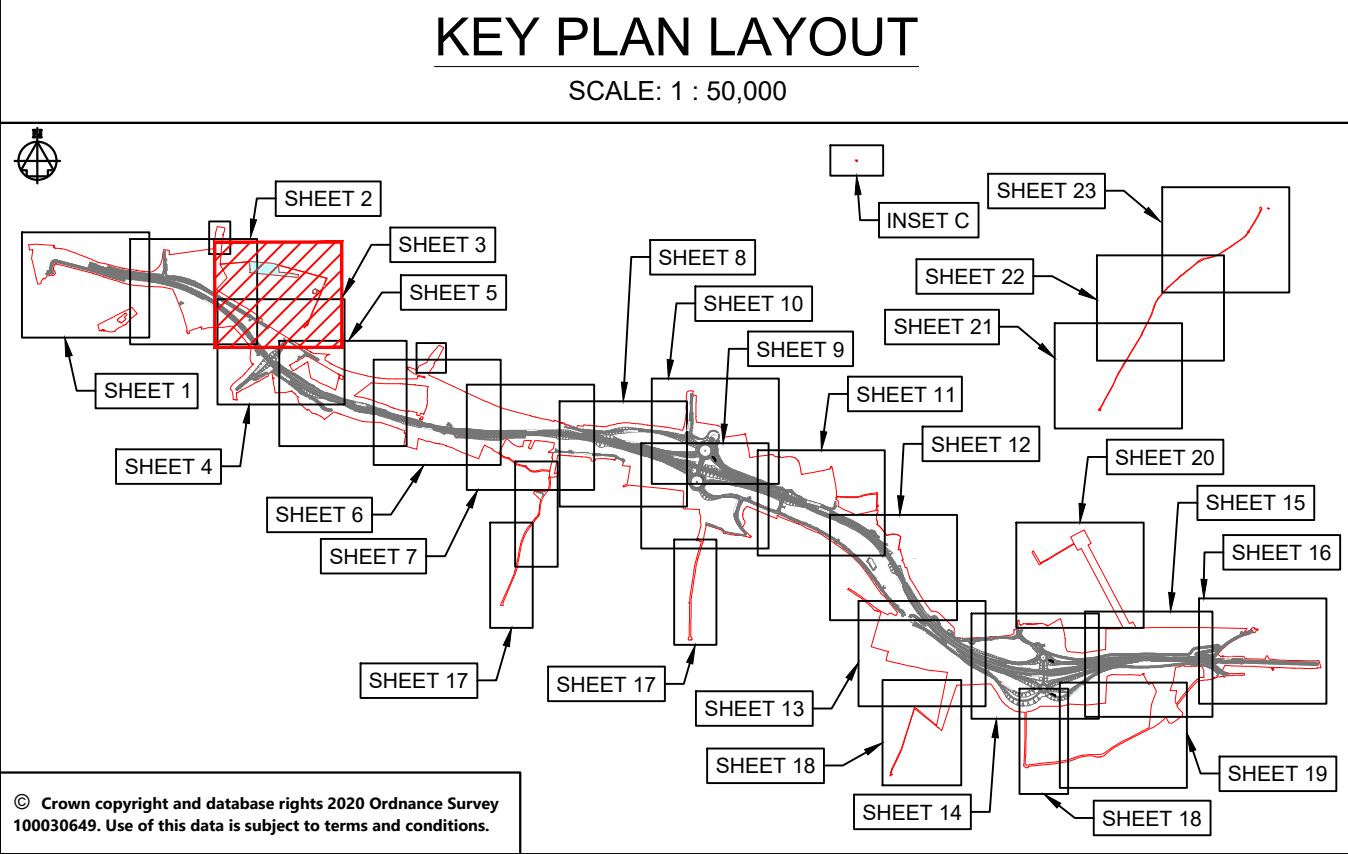 KEY PLAN LAYOUT
SCALE: 1 : 50,000
SHEET 2
SHEET 3
SHEET 5
SHEET 8
SHEET 10
SHEET 9
INSET C
SHEET 23
SHEET 22
SHEET 21
SHEET 1
SHEET 11
SHEET 12
SHEET 4
SHEET 20
SHEET 15
SHEET 6
SHEET 7
SHEET 16
SHEET 17
SHEET 17
SHEET 13
SHEET 18
SHEET 19
SHEET 14
SHEET 18
© Crown copyright and database rights 2020 Ordnance Survey
100030649. Use of this data is subject to terms and conditions.